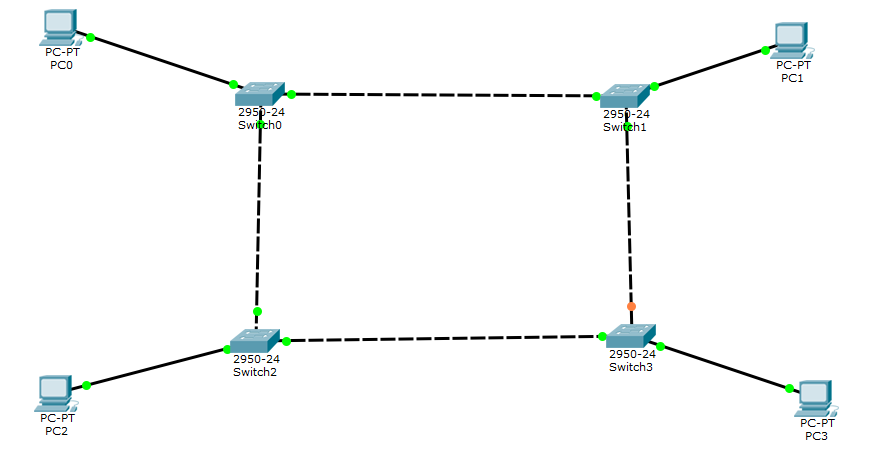 PC-PT
PC0
PC-PT
PC1
2950-24
Switch0
2950-24
Switch1
2950-24
Switch2
2950-24
Switch3
PC-PT
PC2
PC-PT
PC3